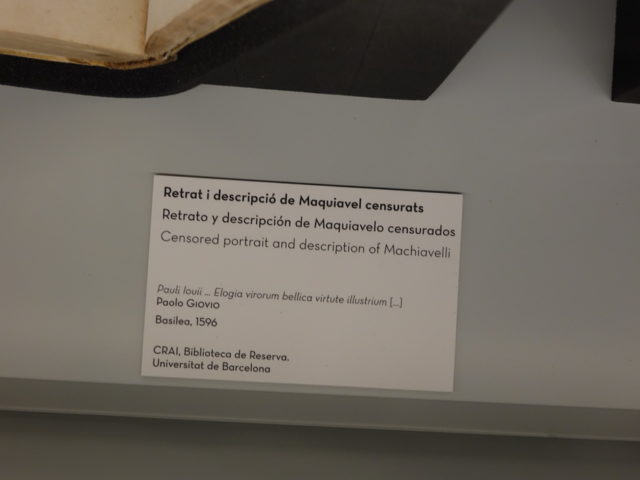 Retrat i descripció de Maquiavel censurats
Retrato y descripción de Maquiavelo censurados
Censored portrait and description of Machiavelli
Pauli Iouii ... Elogia virorum bellica virtute illustrium [...]
Paolo GIOVIO
Basilea, 1596
CRAI, Biblioteca de Reserva.
Universitat de Barcelona